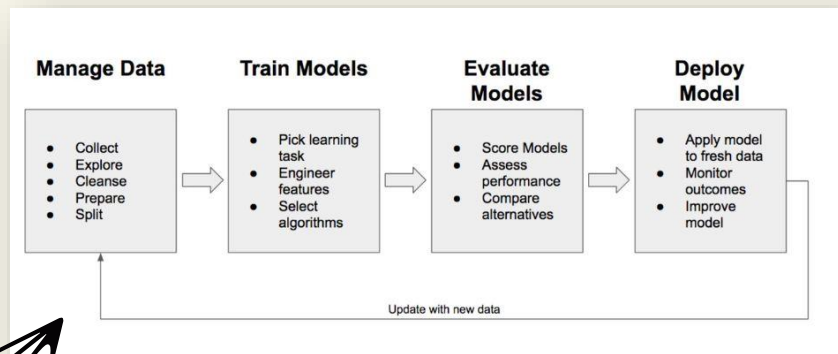 Manage Data
Train Models
Evaluate
Models
Deploy
Model
● Collect
● Explore
● Cleanse
● Prepare
● Split
● Pick learning
task
● Engineer
features
● Select
algorithms
● Score Models
● Assess
performance
● Compare
alternatives
● Apply model
to fresh data
● Monitor
outcomes
● Improve
model
Update with new data